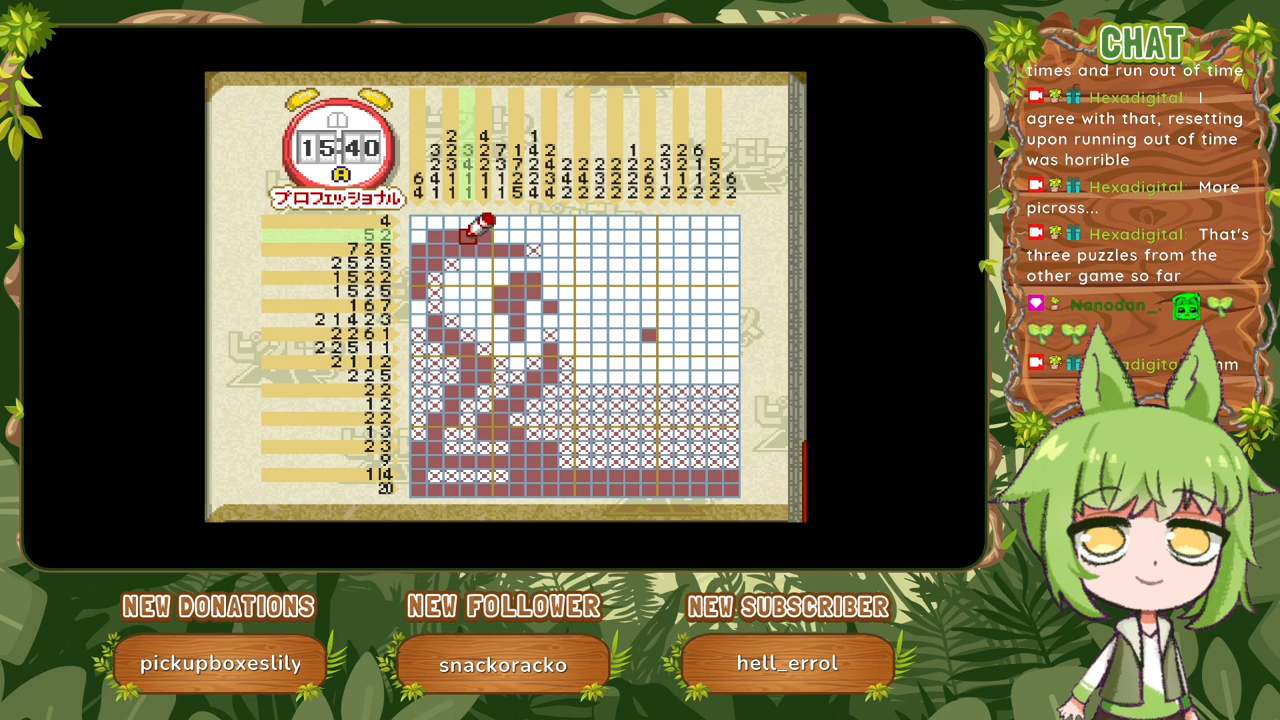 CHAT
times and run out of time
Hexadigital I
agree with that, resetting
upon running out of time
was horrible
Hexadigital More
picross...
Hexadigital That's
three puzzles from the
other game so far
Nanodan_:
15:40
A
プロフェッショナル
4
5 2
7 2 5
2 5 2 5
1 5 2 2
1 5 2 5
1 6 7
2 1 4 2 3
2 2 6 1
2 2 5 1 1
2 1 1 2
2 2 5
2 2
1 2
2 2
1 3
2 3
9
1 14
20
NEW DONATIONS
NEW FOLLOWER
NEW SUBSCRIBER
pickupboxeslily
snackoracko
hell_errol